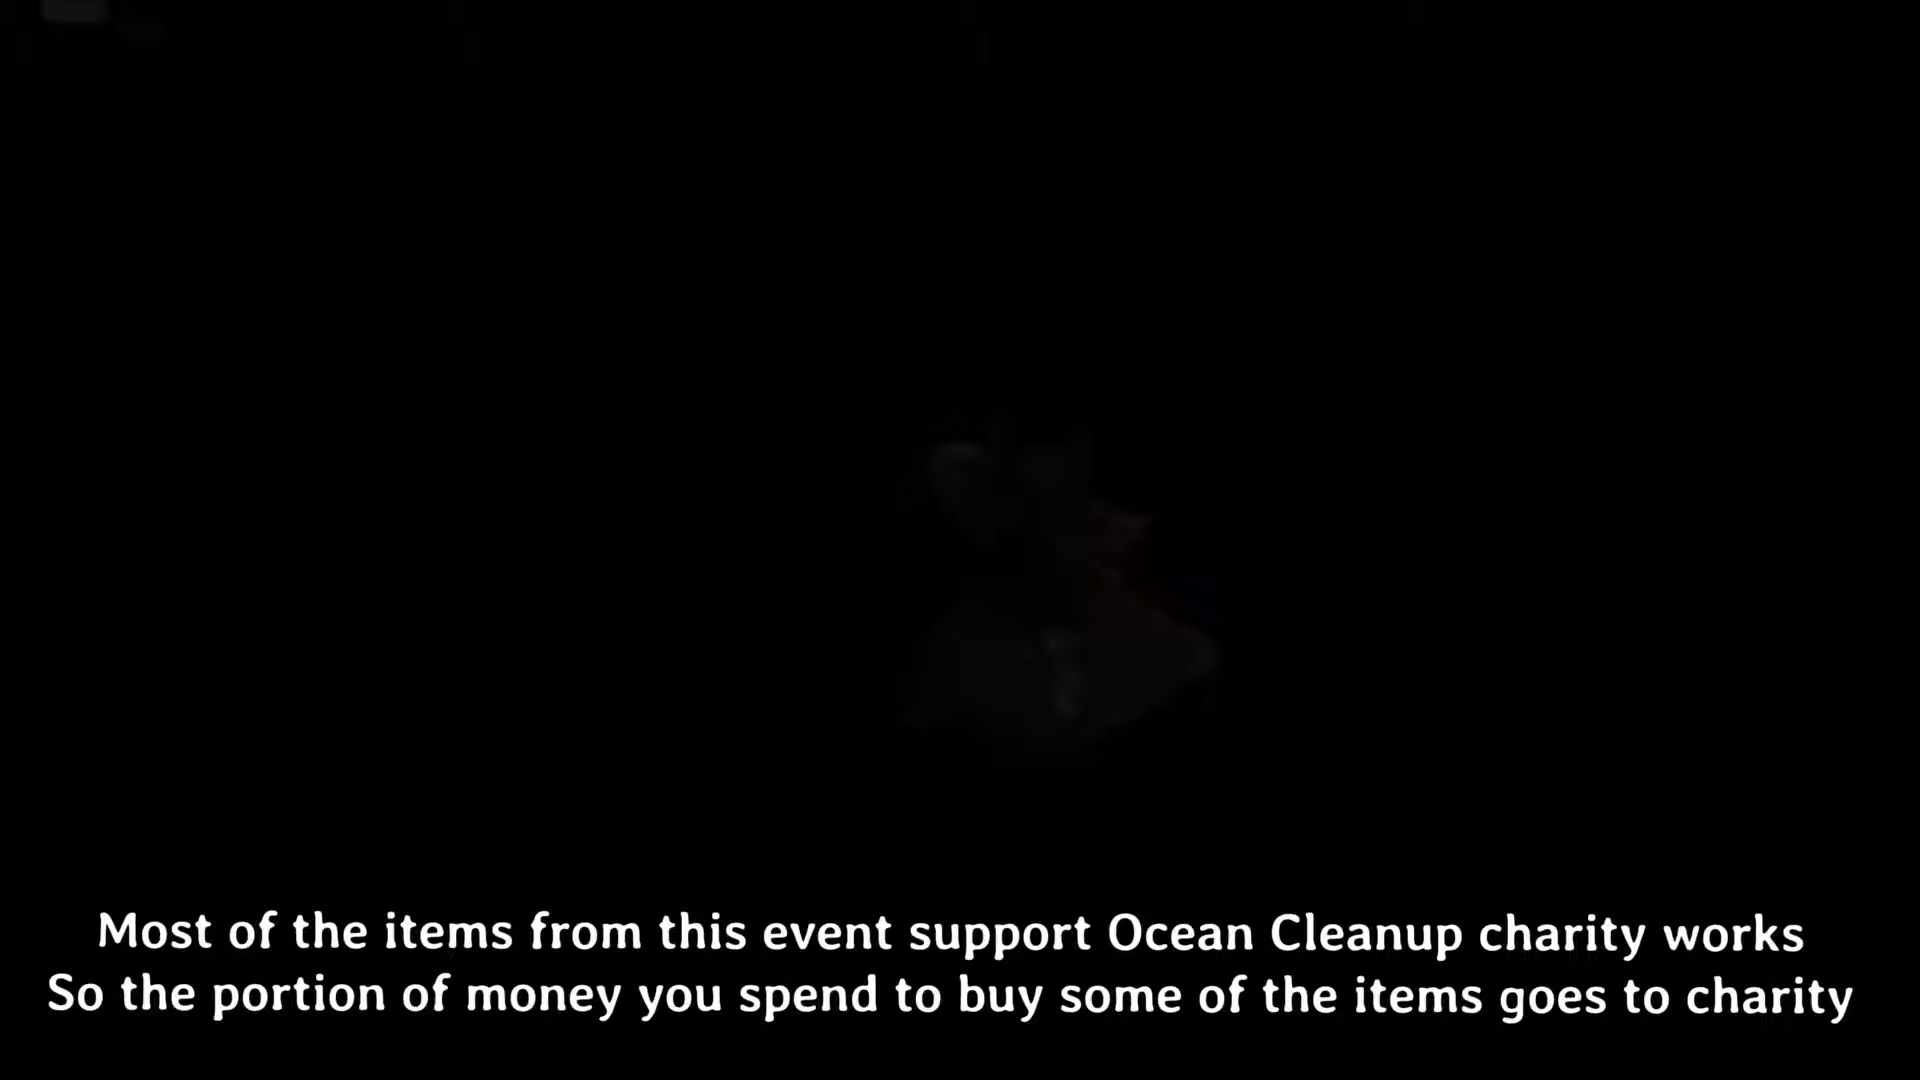 Most of the items from this event support Ocean Cleanup charity works
So the portion of money you spend to buy some of the items goes to charity